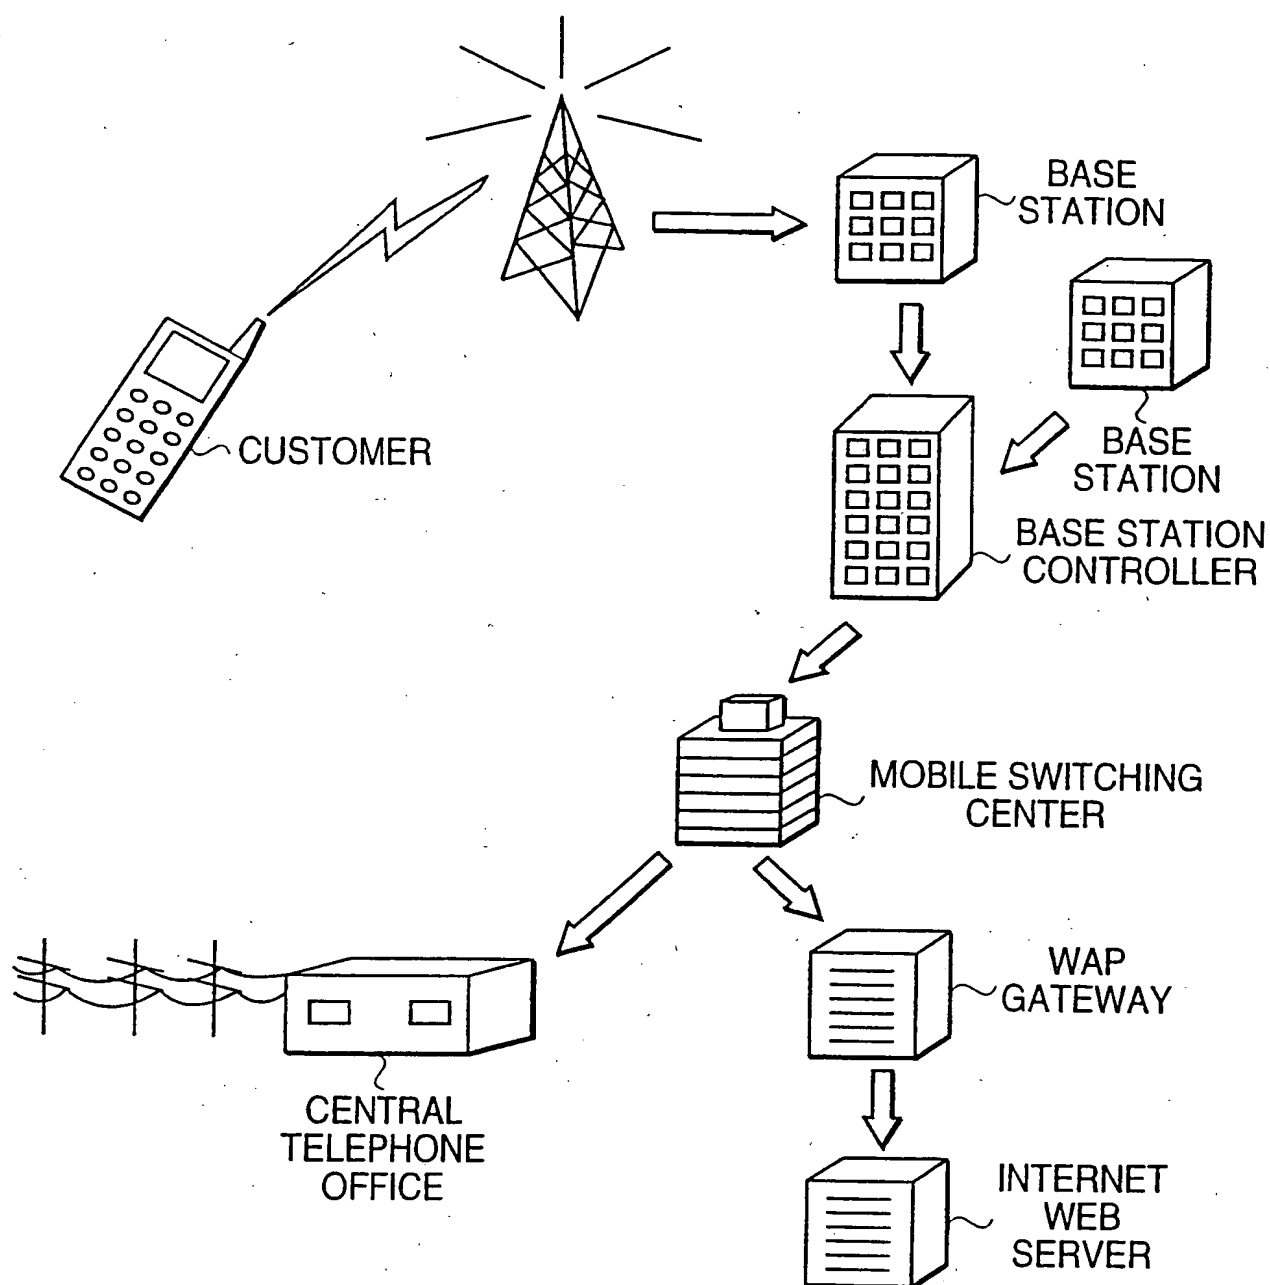 BASE
STATION
CUSTOMER
BASE
STATION
BASE STATION
CONTROLLER
MOBILE SWITCHING
CENTER
WAP
GATEWAY
CENTRAL
TELEPHONE
OFFICE
INTERNET
WEB
SERVER